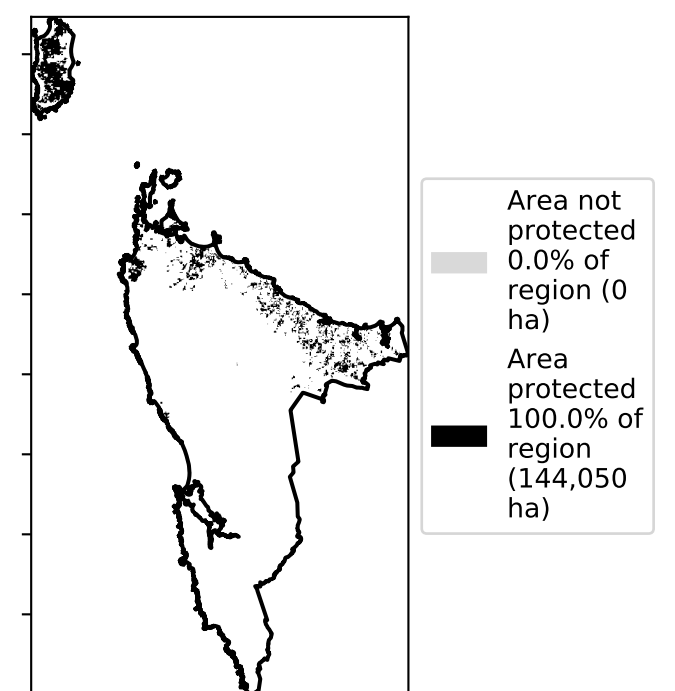 Area not
protected
0.0% of
region (0
ha)
Area
protected
100.0% of
region
(144,050
ha)